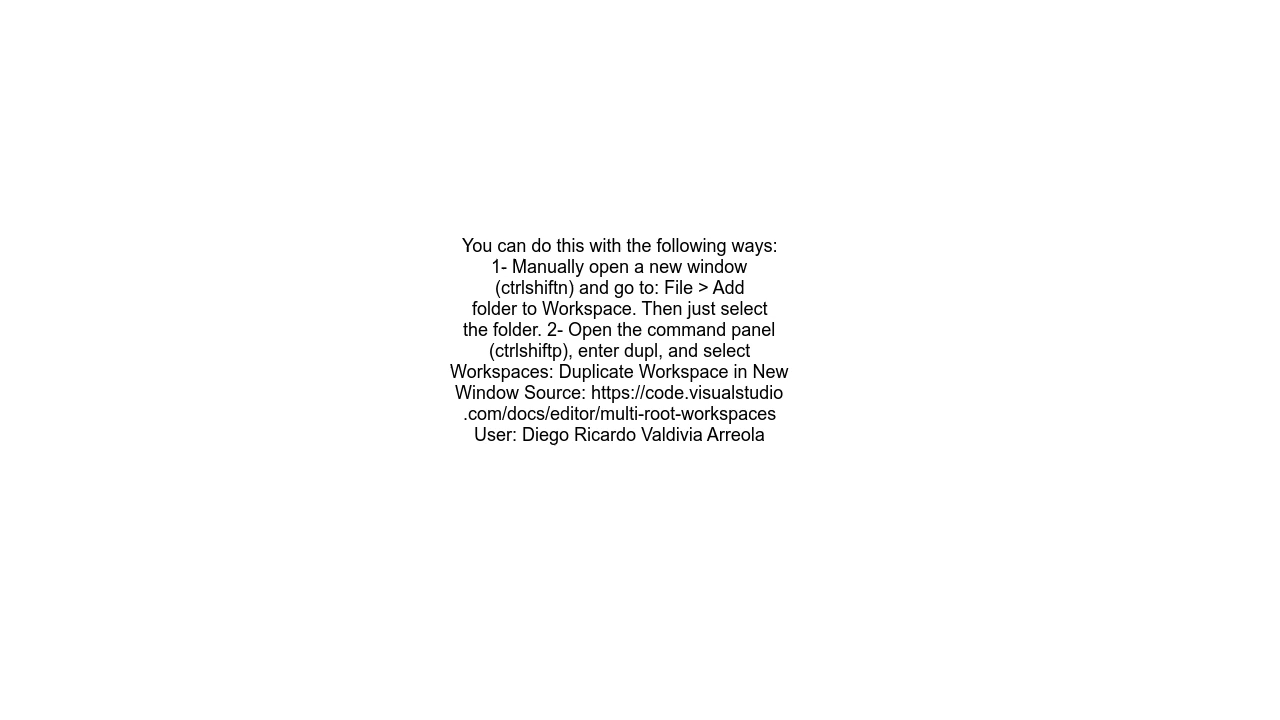 You can do this with the following ways:
1- Manually open a new window
(ctrlshiftn) and go to: File > Add
folder to Workspace. Then just select
the folder. 2- Open the command panel
(ctrlshiftp), enter dupl, and select
Workspaces: Duplicate Workspace in New
Window Source: https://code.visualstudio
.com/docs/editor/multi-root-workspaces
User: Diego Ricardo Valdivia Arreola